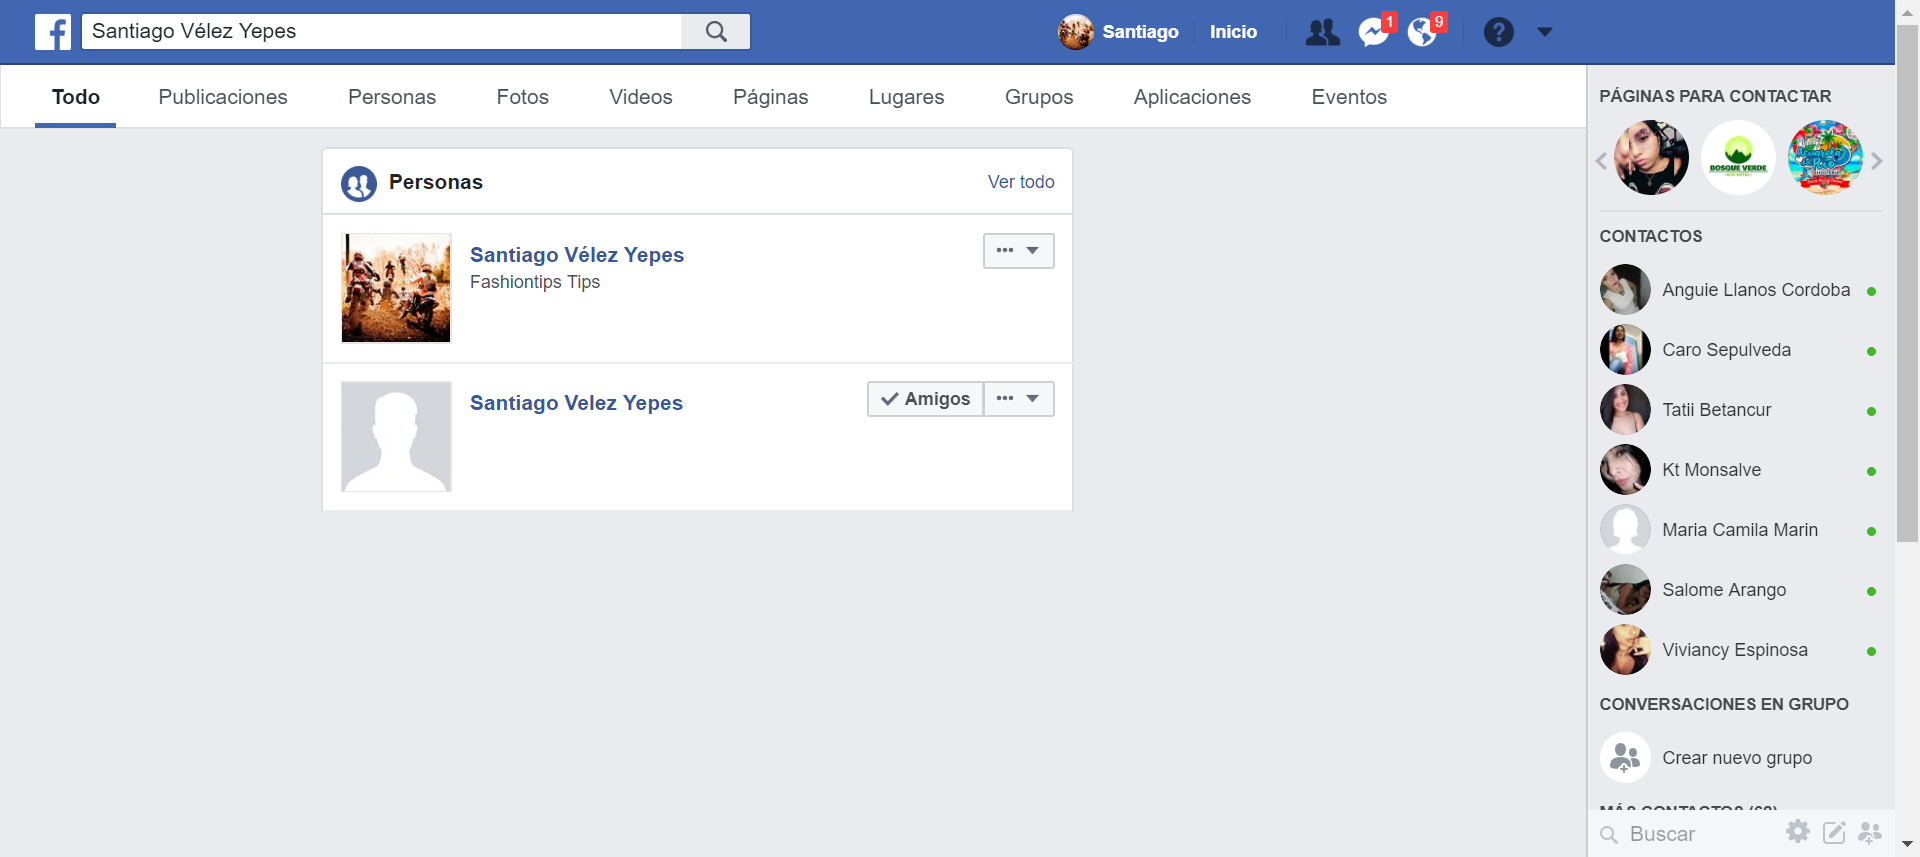 Santiago Vélez Yepes
Santiago
Inicio
1
9
Todo
Publicaciones
Personas
Fotos
Videos
Páginas
Lugares
Grupos
Aplicaciones
Eventos
Personas
Ver todo
Santiago Vélez Yepes
Fashiontips Tips
Santiago Velez Yepes
Amigos
PÁGINAS PARA CONTACTAR
BOSQUE VERDE
CONTACTOS
Anguie Llanos Cordoba
Caro Sepulveda
Tatii Betancur
Kt Monsalve
Maria Camila Marin
Salome Arango
Viviancy Espinosa
CONVERSACIONES EN GRUPO
Crear nuevo grupo
MÁS CONTACTOS (69)
Buscar